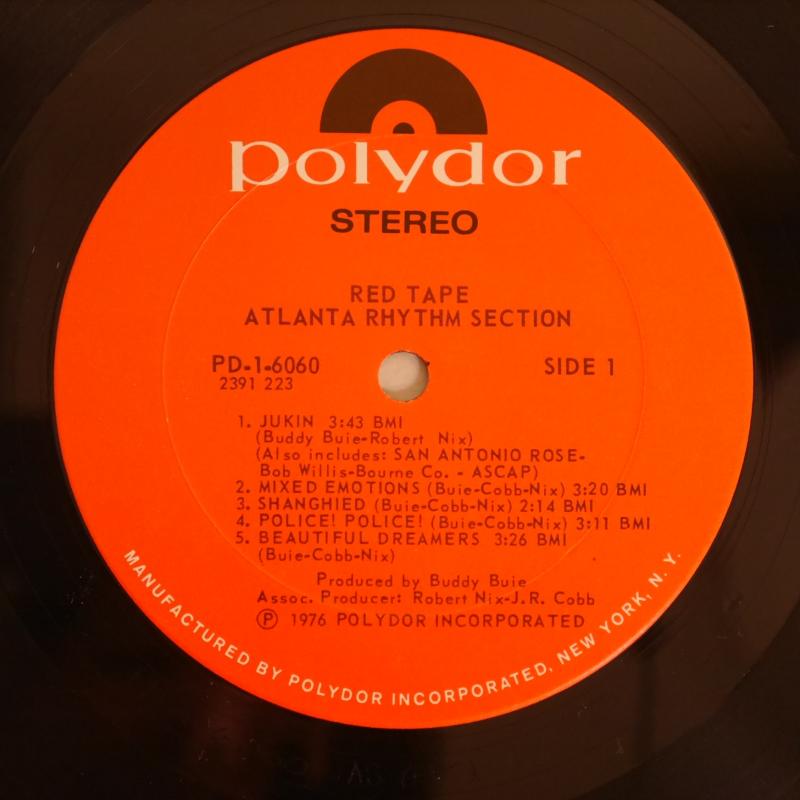 polydor
STEREO
RED TAPE
ATLANTA RHYTHM SECTION
PD-1-6060 SIDE 1
2391 223
1. JUKIN 3:43 BMI
(Buddy Buie-Robert Nix)
(Also includes: SAN ANTONIO ROSE-
Bob Willis-Bourne Co. - ASCAP)
2. MIXED EMOTIONS (Buie-Cobb-Nix) 3:20 BMI
3. SHANGHIED (Buie-Cobb-Nix) 2:14 BMI
4. POLICE! POLICE! (Buie-Cobb-Nix) 3:11 BMI
5. BEAUTIFUL DREAMERS 3:26 BMI
(Buie-Cobb-Nix)
Produced by Buddy Buie
Assoc. Producer: Robert Nix-J.R. Cobb
Ⓟ 1976 POLYDOR INCORPORATED
MANUFACTURED BY POLYDOR INCORPORATED, NEW YORK, N. Y.